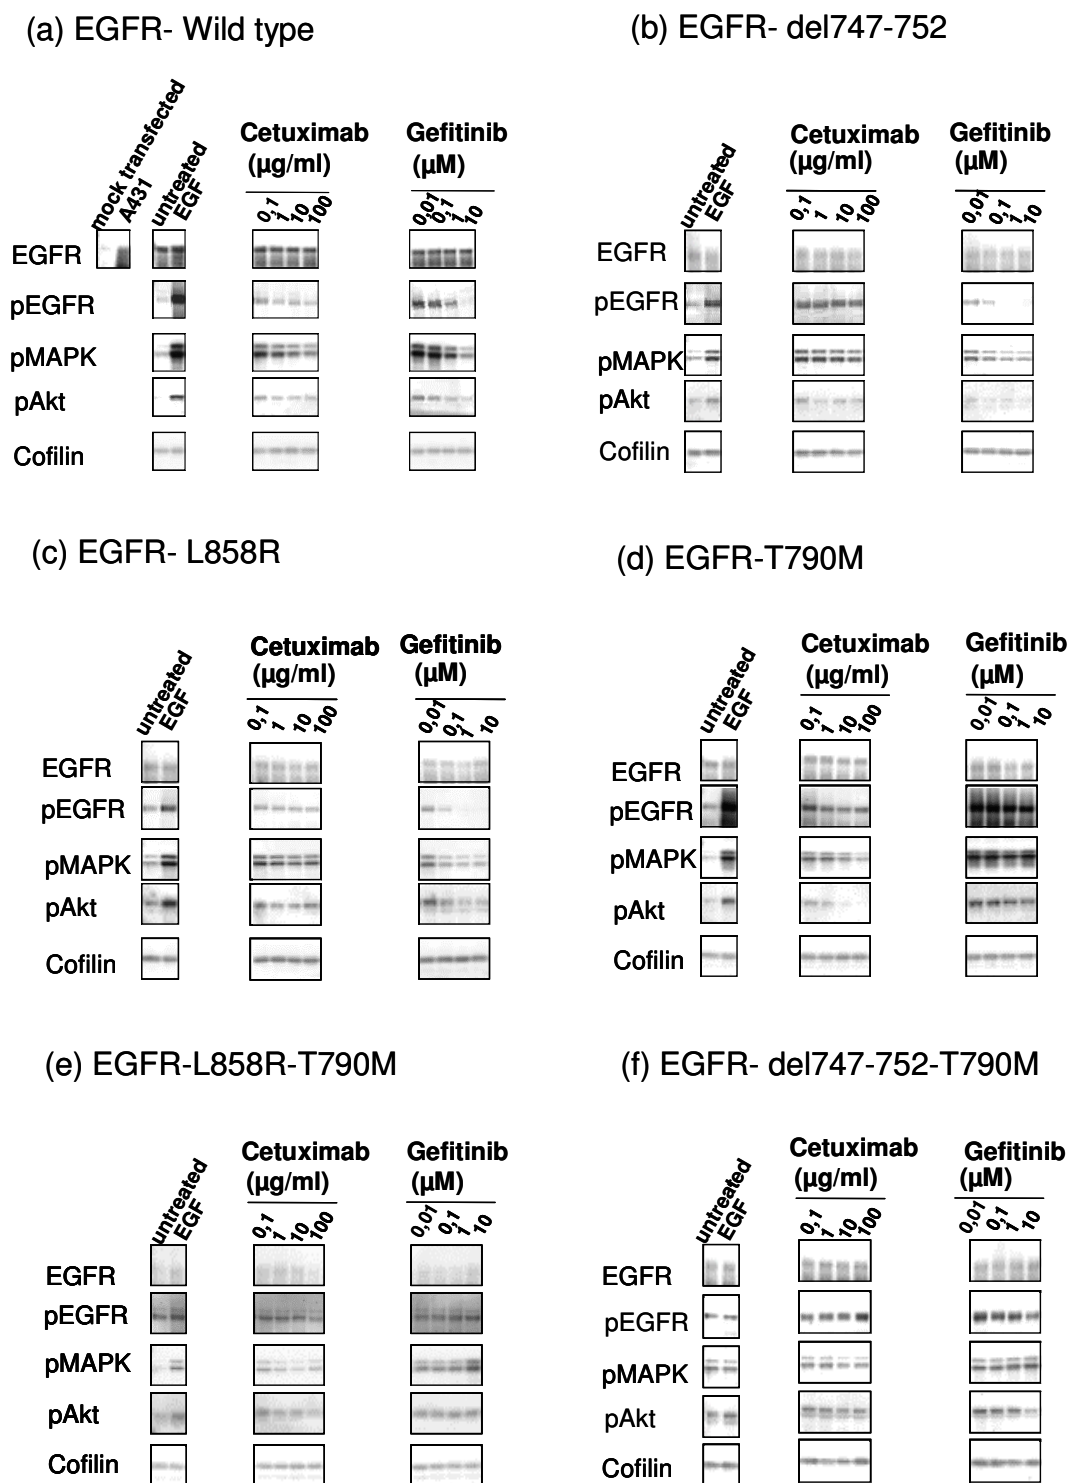 (a) EGFR- Wild type
mock transfected
A431
untreated
EGF
Cetuximab
(µg/ml)
0,1 1 10 100
Gefitinib
(µM)
0,01 0,1 1 10
EGFR
pEGFR
pMAPK
pAkt
Cofilin
(b) EGFR- del747-752
untreated
EGF
Cetuximab
(µg/ml)
0,1 1 10 100
Gefitinib
(µM)
0,01 0,1 1 10
EGFR
pEGFR
pMAPK
pAkt
Cofilin
(c) EGFR- L858R
untreated
EGF
Cetuximab
(µg/ml)
0,1 1 10 100
Gefitinib
(µM)
0,01 0,1 1 10
EGFR
pEGFR
pMAPK
pAkt
Cofilin
(d) EGFR-T790M
untreated
EGF
Cetuximab
(µg/ml)
0,1 1 10 100
Gefitinib
(µM)
0,01 0,1 1 10
EGFR
pEGFR
pMAPK
pAkt
Cofilin
(e) EGFR-L858R-T790M
untreated
EGF
Cetuximab
(µg/ml)
0,1 1 10 100
Gefitinib
(µM)
0,01 0,1 1 10
EGFR
pEGFR
pMAPK
pAkt
Cofilin
(f) EGFR- del747-752-T790M
untreated
EGF
Cetuximab
(µg/ml)
0,1 1 10 100
Gefitinib
(µM)
0,01 0,1 1 10
EGFR
pEGFR
pMAPK
pAkt
Cofilin